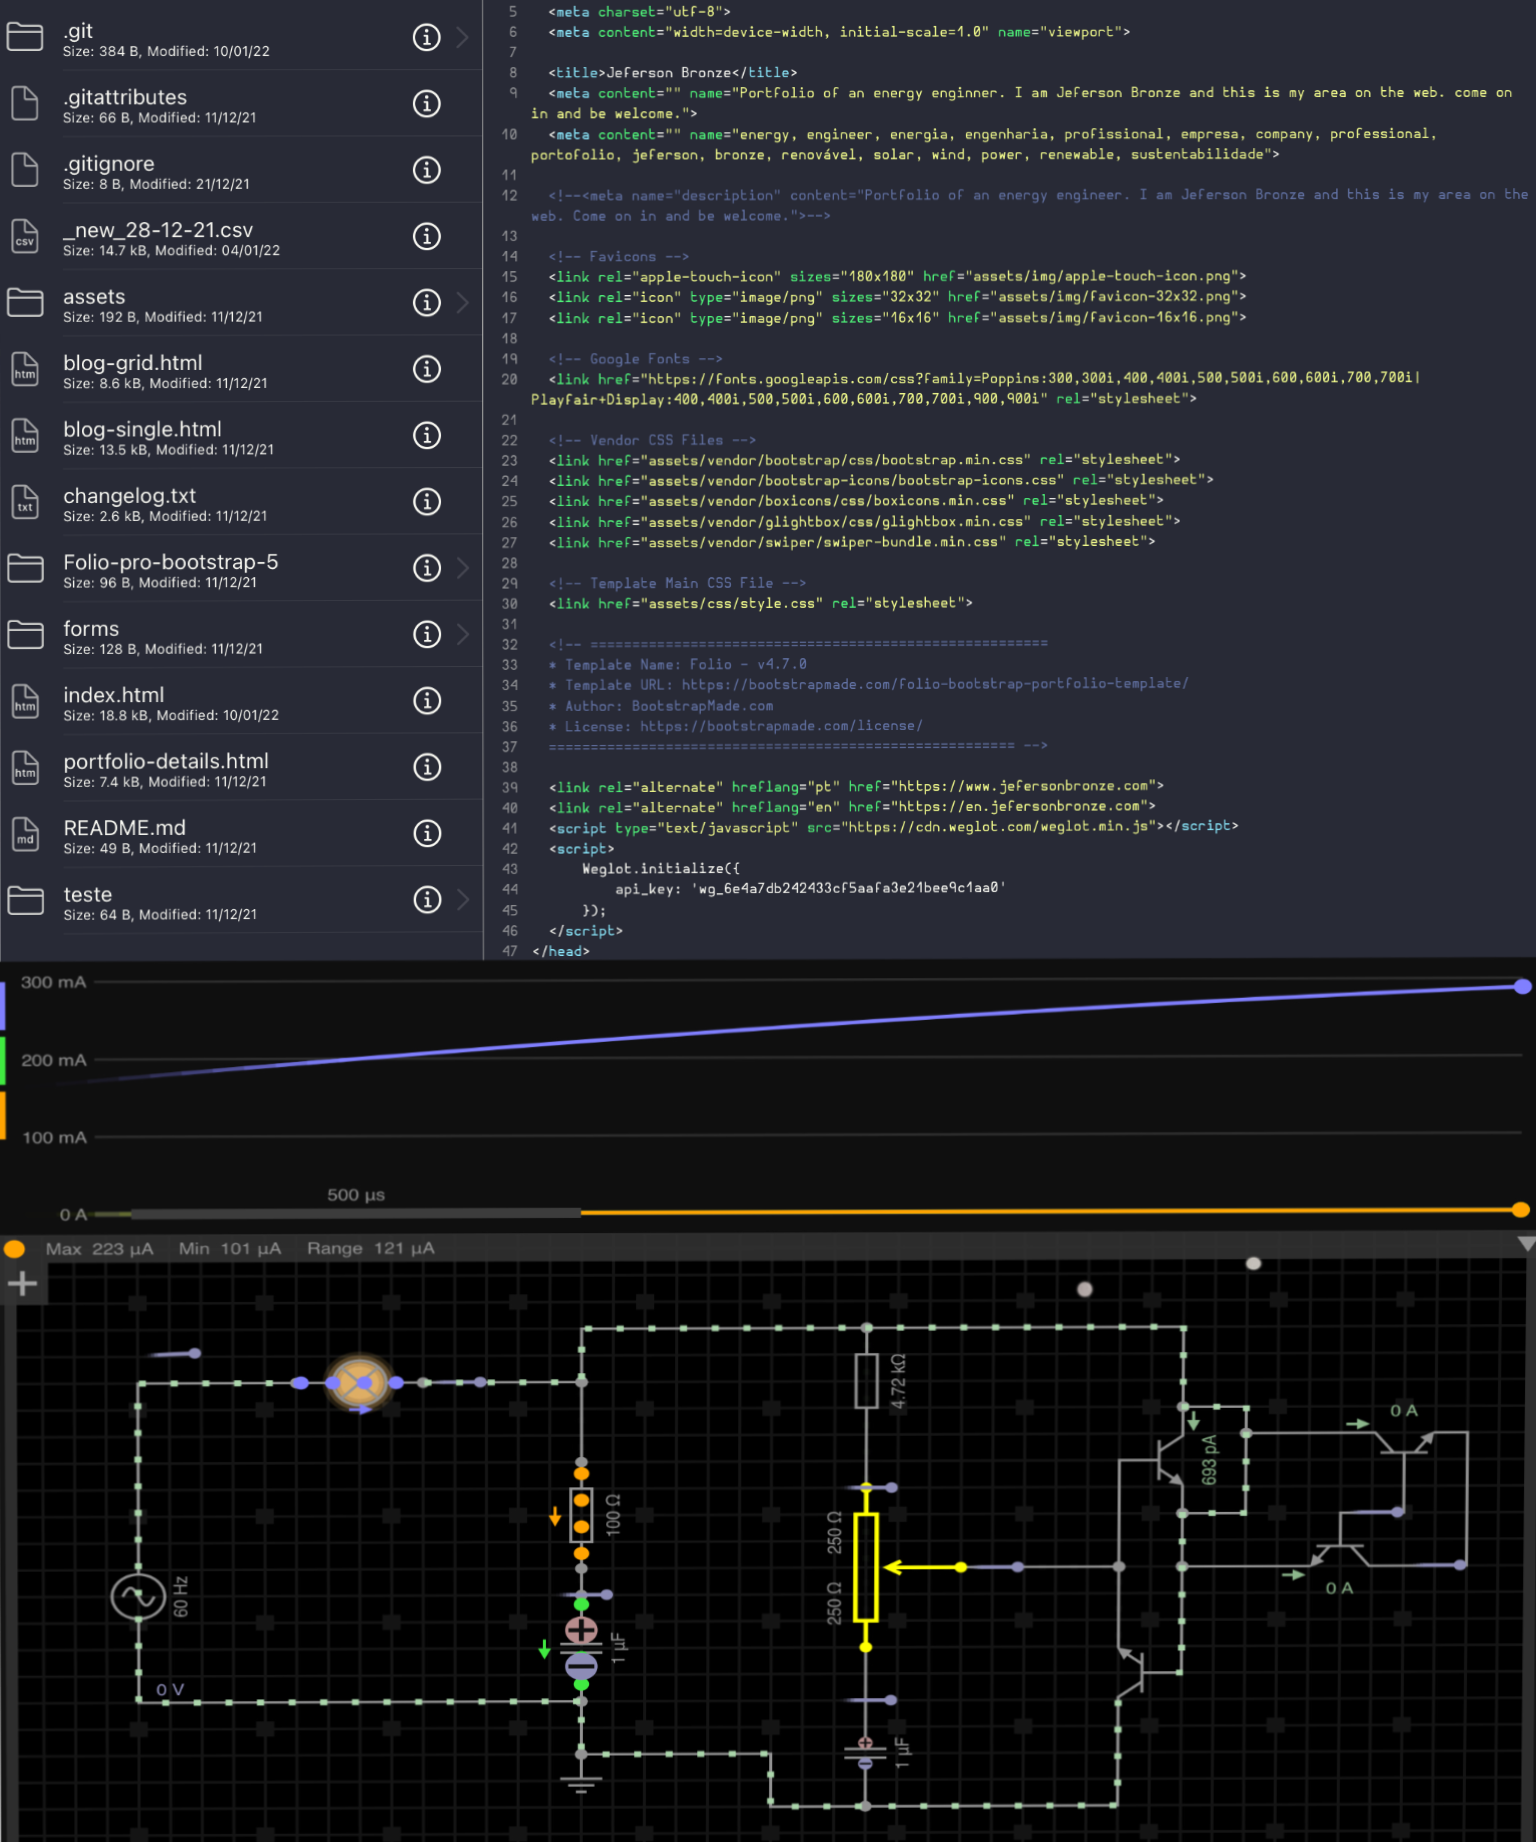 .git
Size: 384 B, Modified: 10/01/22
.gitattributes
Size: 66 B, Modified: 11/12/21
.gitignore
Size: 8 B, Modified: 21/12/21
csv
_new_28-12-21.csv
Size: 14.7 kB, Modified: 04/01/22
assets
Size: 192 B, Modified: 11/12/21
htm
blog-grid.html
Size: 8.6 kB, Modified: 11/12/21
htm
blog-single.html
Size: 13.5 kB, Modified: 11/12/21
txt
changelog.txt
Size: 2.6 kB, Modified: 11/12/21
Folio-pro-bootstrap-5
Size: 96 B, Modified: 11/12/21
forms
Size: 128 B, Modified: 11/12/21
htm
index.html
Size: 18.8 kB, Modified: 10/01/22
htm
portfolio-details.html
Size: 7.4 kB, Modified: 11/12/21
md
README.md
Size: 49 B, Modified: 11/12/21
teste
Size: 64 B, Modified: 11/12/21
5 <meta charset="utf-8">
6 <meta content="width=device-width, initial-scale=1.0" name="viewport">
7
8 <title>Jeferson Bronze</title>
9 <meta content="" name="Portfolio of an energy enginner. I am Jeferson Bronze and this is my area on the web. come on
in and be welcome.">
10 <meta content="" name="energy, engineer, energia, engenharia, profissional, empresa, company, professional,
portofolio, jeferson, bronze, renovável, solar, wind, power, renewable, sustentabilidade">
11
12 <!--<meta name="description" content="Portfolio of an energy engineer. I am Jeferson Bronze and this is my area on the
web. Come on in and be welcome.">-->
13
14 <!-- Favicons -->
15 <link rel="apple-touch-icon" sizes="180x180" href="assets/img/apple-touch-icon.png">
16 <link rel="icon" type="image/png" sizes="32x32" href="assets/img/favicon-32x32.png">
17 <link rel="icon" type="image/png" sizes="16x16" href="assets/img/favicon-16x16.png">
18
19 <!-- Google Fonts -->
20 <link href="https://fonts.googleapis.com/css?family=Poppins:300,300i,400,400i,500,500i,600,600i,700,700i|
Playfair+Display:400,400i,500,500i,600,600i,700,700i,900,900i" rel="stylesheet">
21
22 <!-- Vendor CSS Files -->
23 <link href="assets/vendor/bootstrap/css/bootstrap.min.css" rel="stylesheet">
24 <link href="assets/vendor/bootstrap-icons/bootstrap-icons.css" rel="stylesheet">
25 <link href="assets/vendor/boxicons/css/boxicons.min.css" rel="stylesheet">
26 <link href="assets/vendor/glightbox/css/glightbox.min.css" rel="stylesheet">
27 <link href="assets/vendor/swiper/swiper-bundle.min.css" rel="stylesheet">
28
29 <!-- Template Main CSS File -->
30 <link href="assets/css/style.css" rel="stylesheet">
31
32 <!-- =======================================================
33 * Template Name: Folio - v4.7.0
34 * Template URL: https://bootstrapmade.com/folio-bootstrap-portfolio-template/
35 * Author: BootstrapMade.com
36 * License: https://bootstrapmade.com/license/
37 ======================================================== -->
38
39 <link rel="alternate" hreflang="pt" href="https://www.jefersonbronze.com">
40 <link rel="alternate" hreflang="en" href="https://en.jefersonbronze.com">
41 <script type="text/javascript" src="https://cdn.weglot.com/weglot.min.js"></script>
42 <script>
43 Weglot.initialize({
44 api_key: 'wg_6e4a7db242433cf5aafa3e21bee9c1aa0'
45 });
46 </script>
47 </head>
300 mA
200 mA
100 mA
500 µs
0 A
Max 223 µA Min 101 µA Range 121 µA
4.72 kΩ
0 A
693 pA
100 Ω
250 Ω
250 Ω
60 Hz
0 A
1 µF
0 V
1 µF